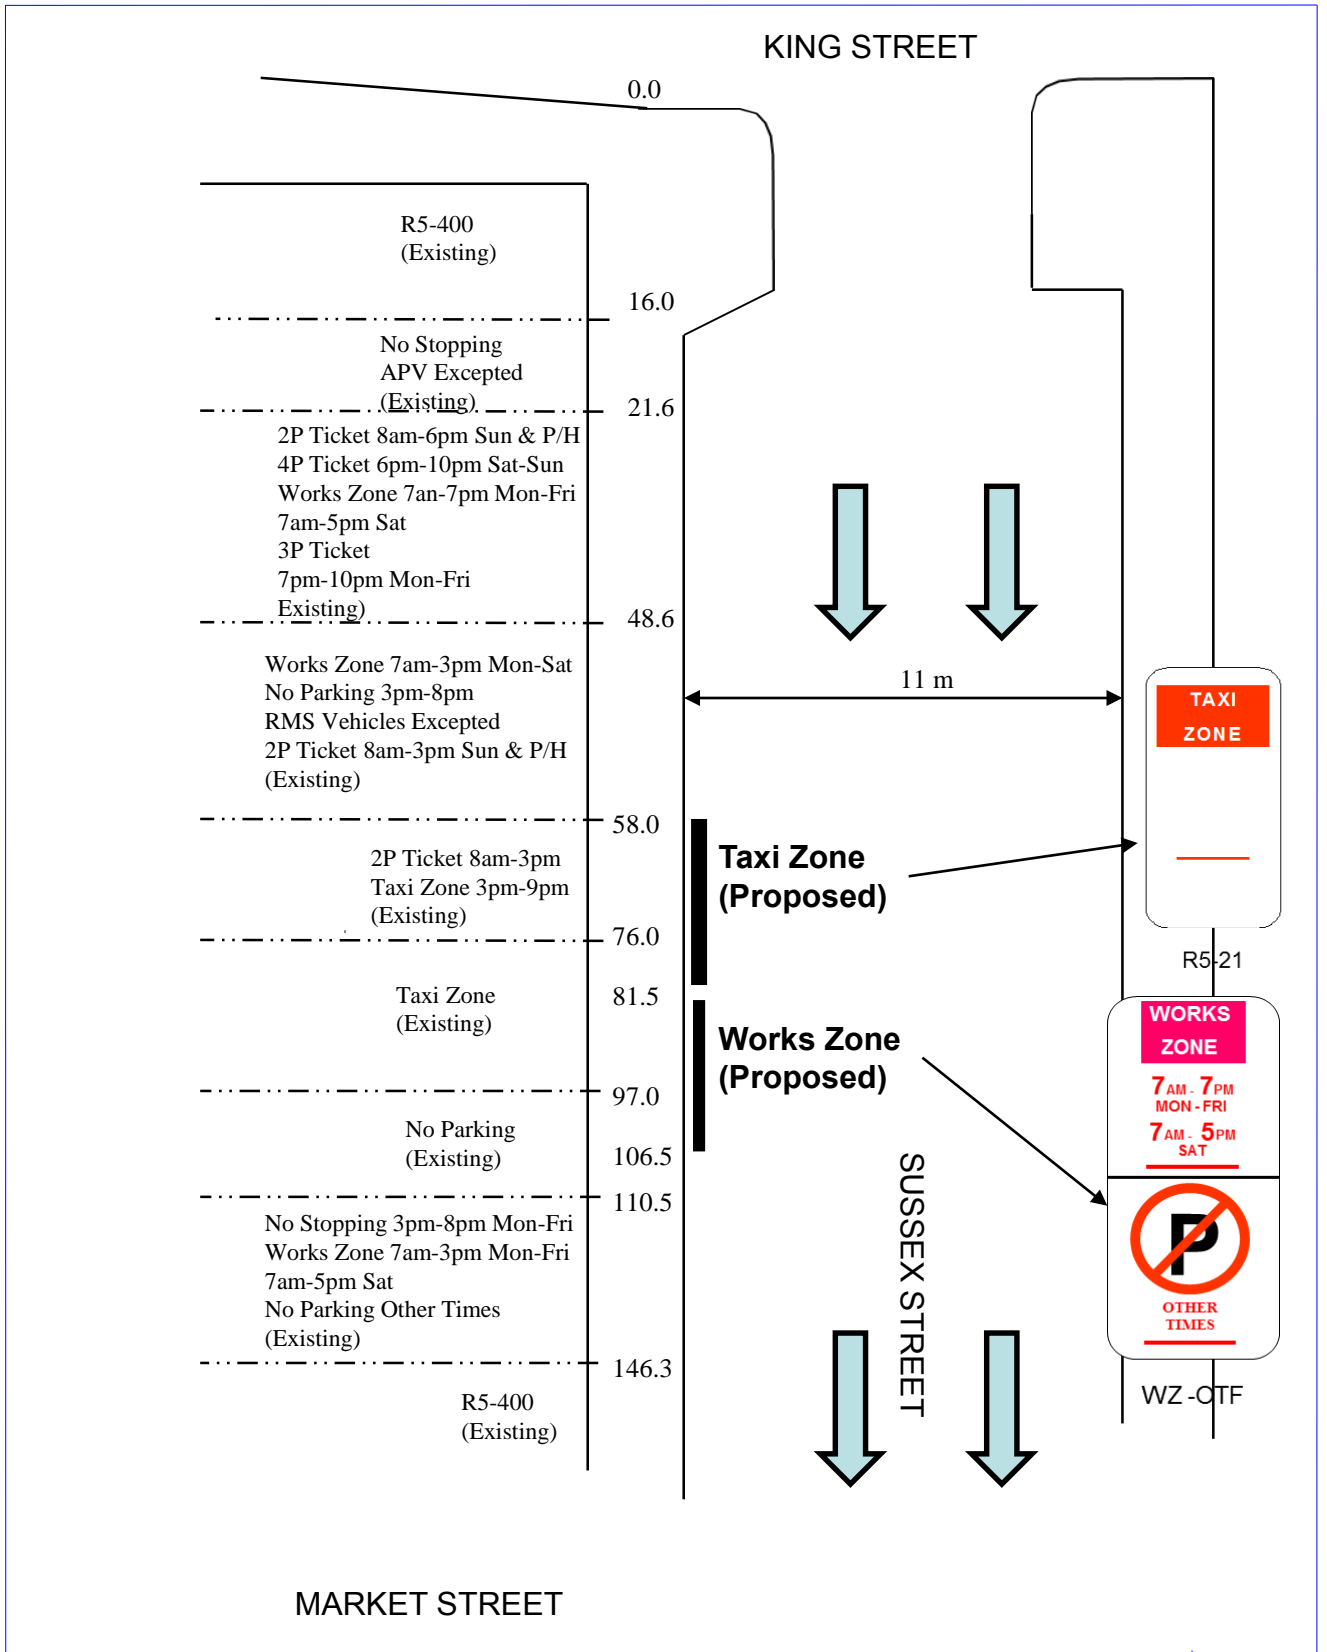 KING STREET
0.0
R5-400
(Existing)
16.0
No Stopping
APV Excepted
(Existing)
21.6
2P Ticket 8am-6pm Sun & P/H
4P Ticket 6pm-10pm Sat-Sun
Works Zone 7an-7pm Mon-Fri
7am-5pm Sat
3P Ticket
7pm-10pm Mon-Fri
Existing)
48.6
Works Zone 7am-3pm Mon-Sat
No Parking 3pm-8pm
RMS Vehicles Excepted
2P Ticket 8am-3pm Sun & P/H
(Existing)
11 m
TAXI
ZONE
58.0
2P Ticket 8am-3pm
Taxi Zone 3pm-9pm
(Existing)
Taxi Zone
(Proposed)
76.0
R5-21
Taxi Zone
(Existing)
81.5
Works Zone
(Proposed)
WORKS
ZONE
7AM - 7PM
MON - FRI
7AM - 5PM
SAT
97.0
No Parking
(Existing)
106.5
110.5
No Stopping 3pm-8pm Mon-Fri
Works Zone 7am-3pm Mon-Fri
7am-5pm Sat
No Parking Other Times
(Existing)
SUSSEX STREET
P
OTHER
TIMES
146.3
R5-400
(Existing)
WZ -OTF
MARKET STREET